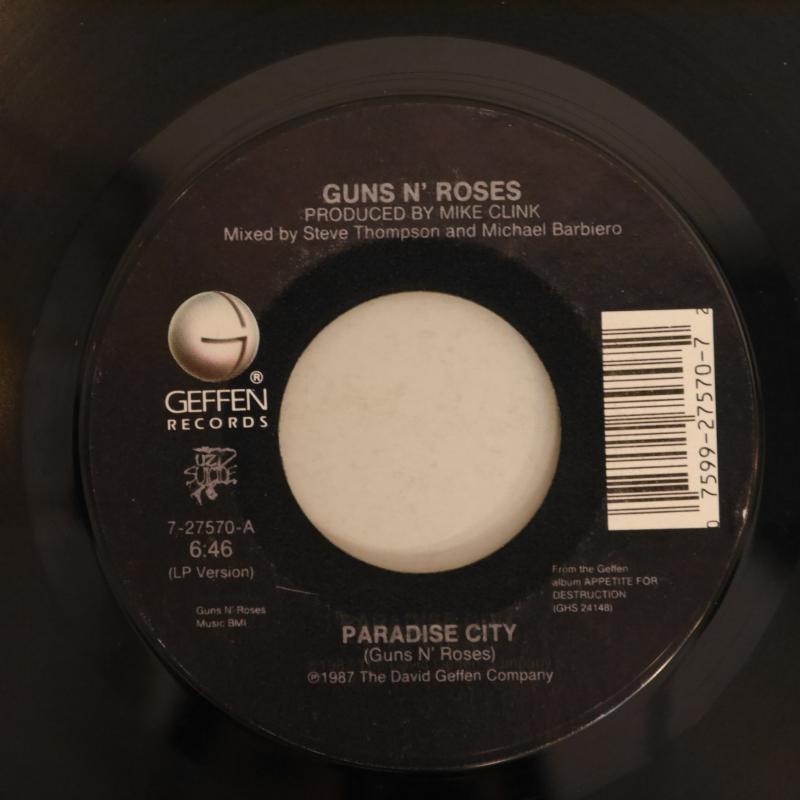 GUNS N' ROSES
PRODUCED BY MIKE CLINK
Mixed by Steve Thompson and Michael Barbiero
G
®
GEFFEN
RECORDS
UZI
SUICIDE
7-27570-A
6:46
(LP Version)
Guns N' Roses
Music BMI
0 7599-27570-7 2
From the Geffen
album APPETITE FOR
DESTRUCTION
(GHS 24148)
PARADISE CITY
(Guns N' Roses)
℗1987 The David Geffen Company